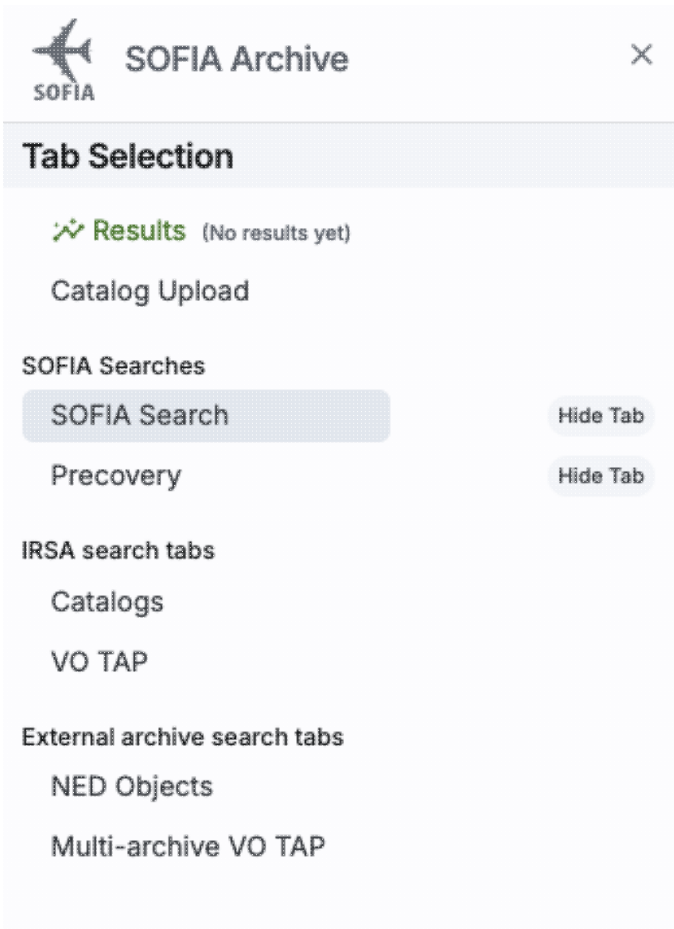 SOFIA
SOFIA Archive
Tab Selection
Results (No results yet)
Catalog Upload
SOFIA Searches
SOFIA Search Hide Tab
Precovery Hide Tab
IRSA search tabs
Catalogs
VO TAP
External archive search tabs
NED Objects
Multi-archive VO TAP